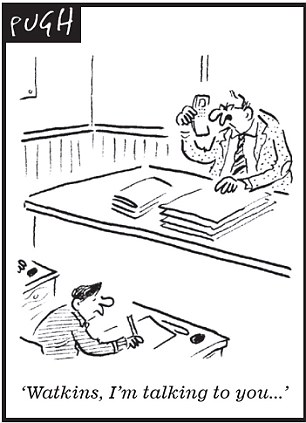 PUGH
‘Watkins, I’m talking to you...’